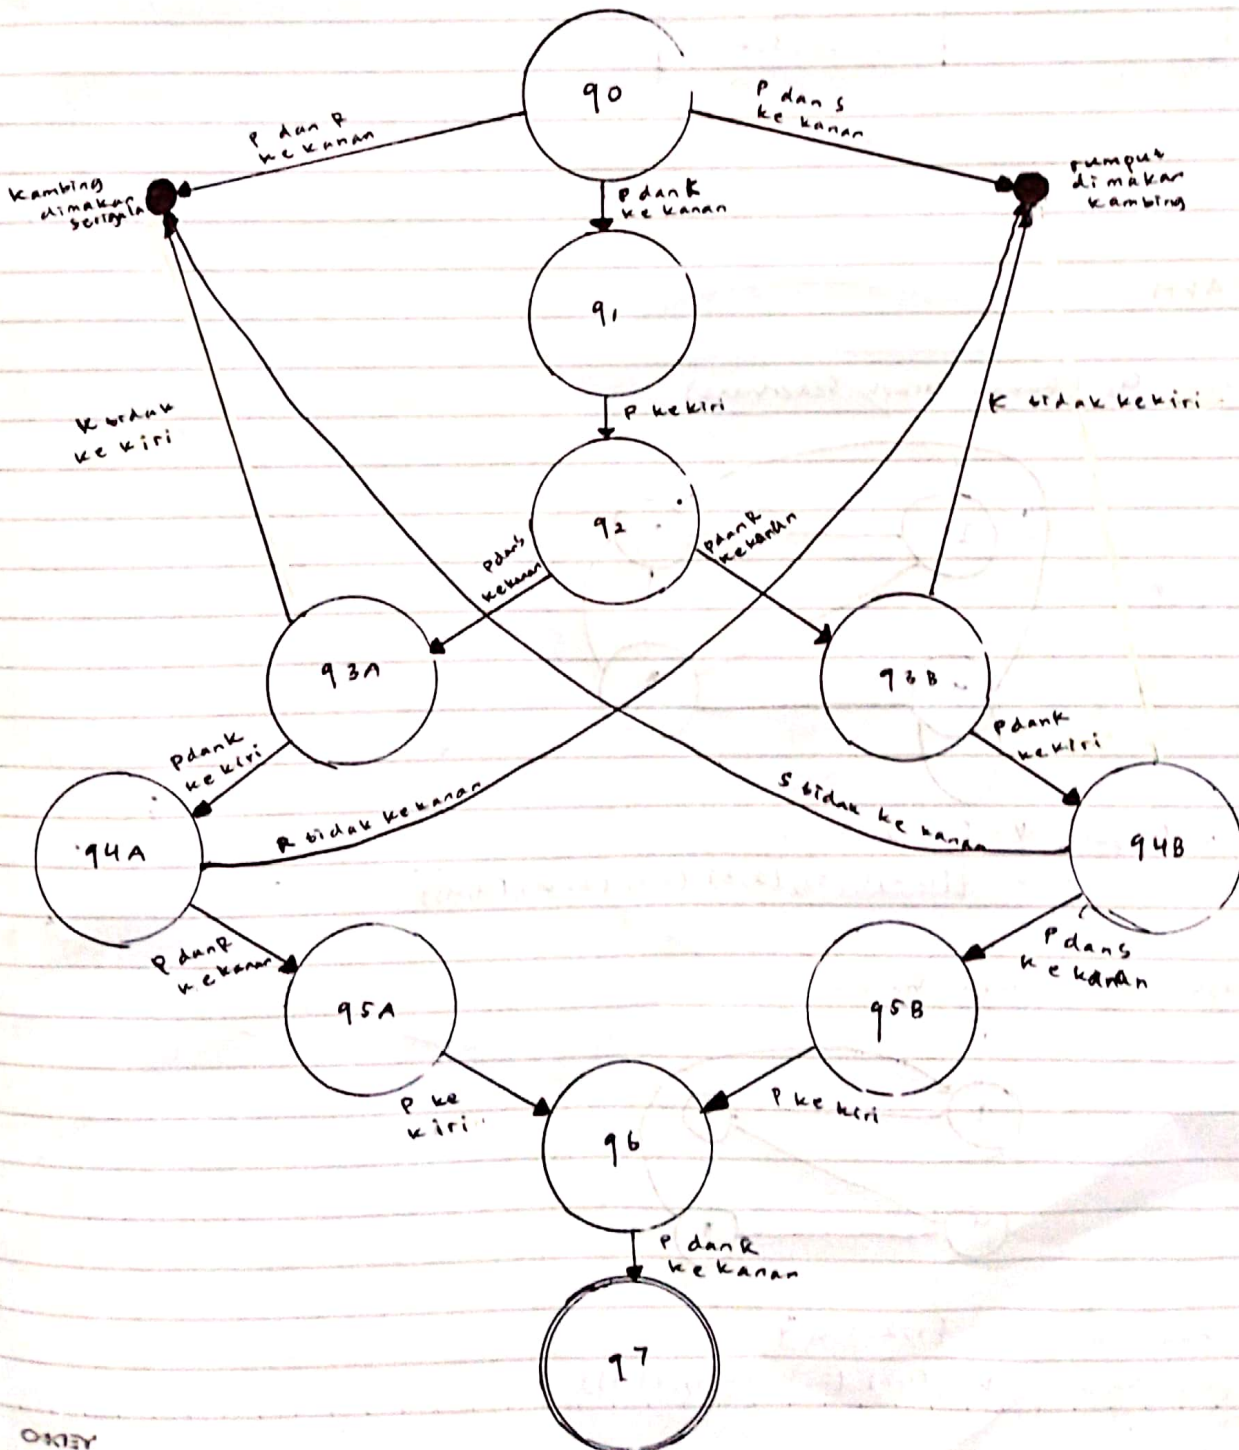 q0
P dan R
ke kanan
P dan S
ke kanan
kambing
dimakan
serigala
P dan K
ke kanan
rumput
dimakan
kambing
q1
K tidak
ke kiri
P ke kiri
K tidak ke kiri
q2
P dan S
ke kanan
P dan R
ke kanan
q3A
q3B
P dan K
ke kiri
P dan K
ke kiri
q4A
R tidak ke kanan
S tidak ke kanan
q4B
P dan R
ke kanan
P dan S
ke kanan
q5A
q5B
P ke
kiri
P ke kiri
q6
P dan K
ke kanan
q7